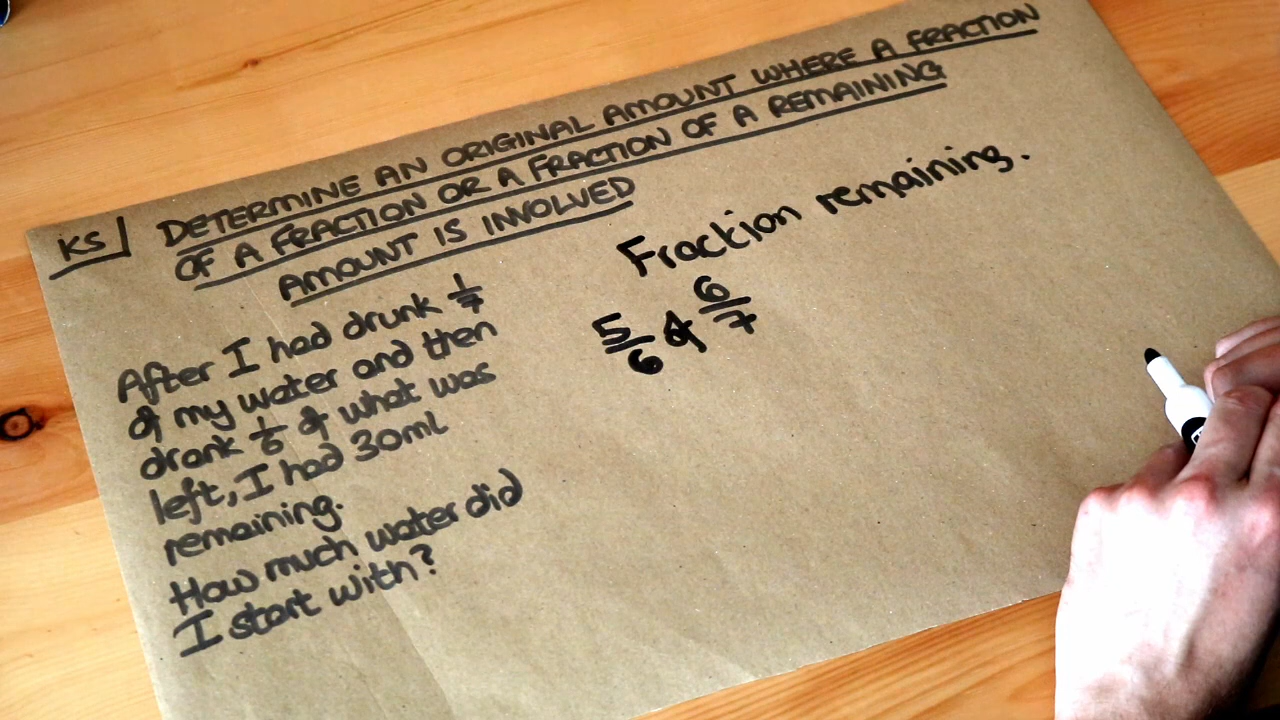 KS
DETERMINE AN ORIGINAL AMOUNT WHERE A FRACTION
OF A FRACTION OR A FRACTION OF A REMAINING
AMOUNT IS INVOLVED
After I had drunk 1/7
of my water and then
drank 1/6 of what was
left, I had 30ml
remaining.
How much water did
I start with?
Fraction remaining.
5/6 of 6/7